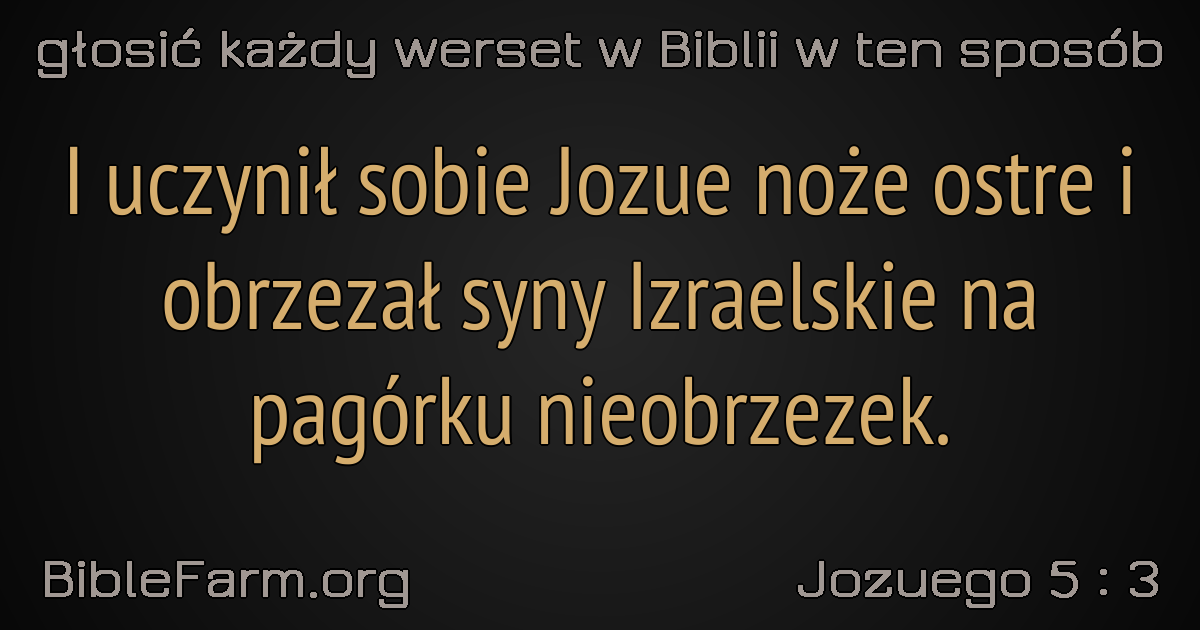 głosić każdy werset w Biblii w ten sposób
I uczynił sobie Jozue noże ostre i
obrzezał syny Izraelskie na
pagórku nieobrzezek.
BibleFarm.org
Jozuego 5 : 3